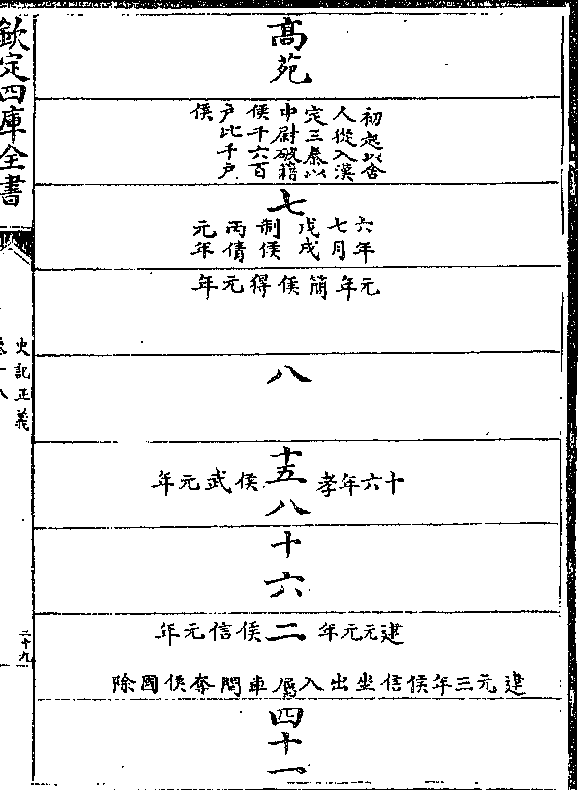 髙苑
初起以舍
人從入漢
定三秦以
中尉破籍
侯千六百
戶比千戶
侯
七
六年
七月
戊戌
制侯
丙倩
元年
元年簡侯得元年
八
十五
十六年孝
侯武元年
八
十六
二
建元元年
侯信元年
建元三年侯信坐出入屬車間奪侯國除
四十一
欽定四庫全書
史記正義
二十九